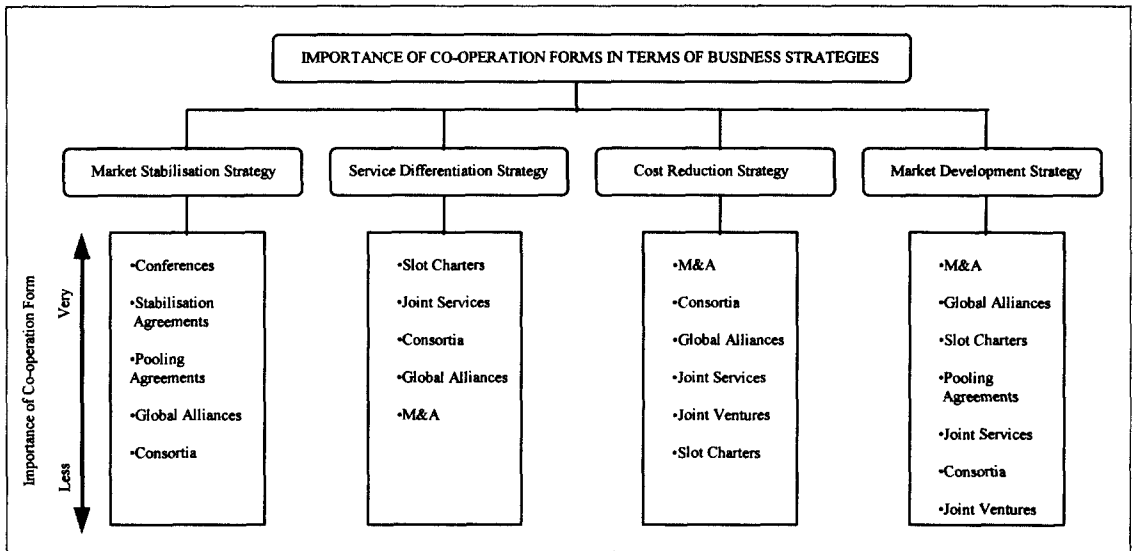 IMPORTANCE OF CO-OPERATION FORMS IN TERMS OF BUSINESS STRATEGIES
Market Stabilisation Strategy
Service Differentiation Strategy
Cost Reduction Strategy
Market Development Strategy
Importance of Co-operation Form
Very
Less
•Conferences
•Stabilisation
Agreements
•Pooling
Agreements
•Global Alliances
•Consortia
•Slot Charters
•Joint Services
•Consortia
•Global Alliances
•M&A
•M&A
•Consortia
•Global Alliances
•Joint Services
•Joint Ventures
•Slot Charters
•M&A
•Global Alliances
•Slot Charters
•Pooling
Agreements
•Joint Services
•Consortia
•Joint Ventures